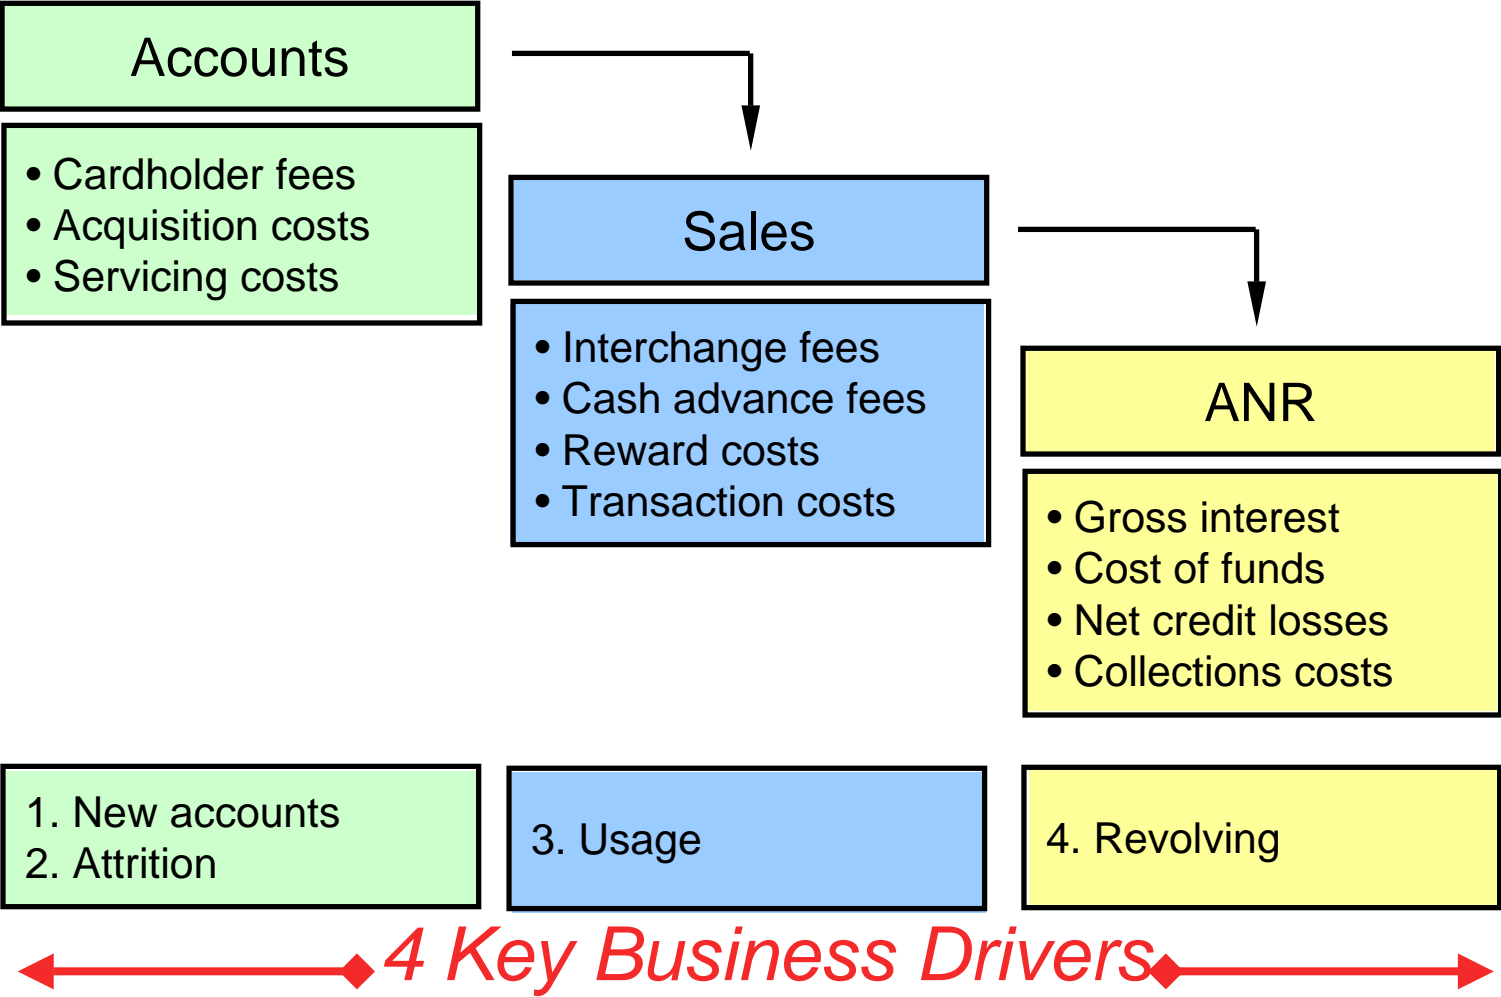 Accounts
• Cardholder fees
• Acquisition costs
• Servicing costs
Sales
• Interchange fees
• Cash advance fees
• Reward costs
• Transaction costs
ANR
• Gross interest
• Cost of funds
• Net credit losses
• Collections costs
1. New accounts
2. Attrition
3. Usage
4. Revolving
4 Key Business Drivers